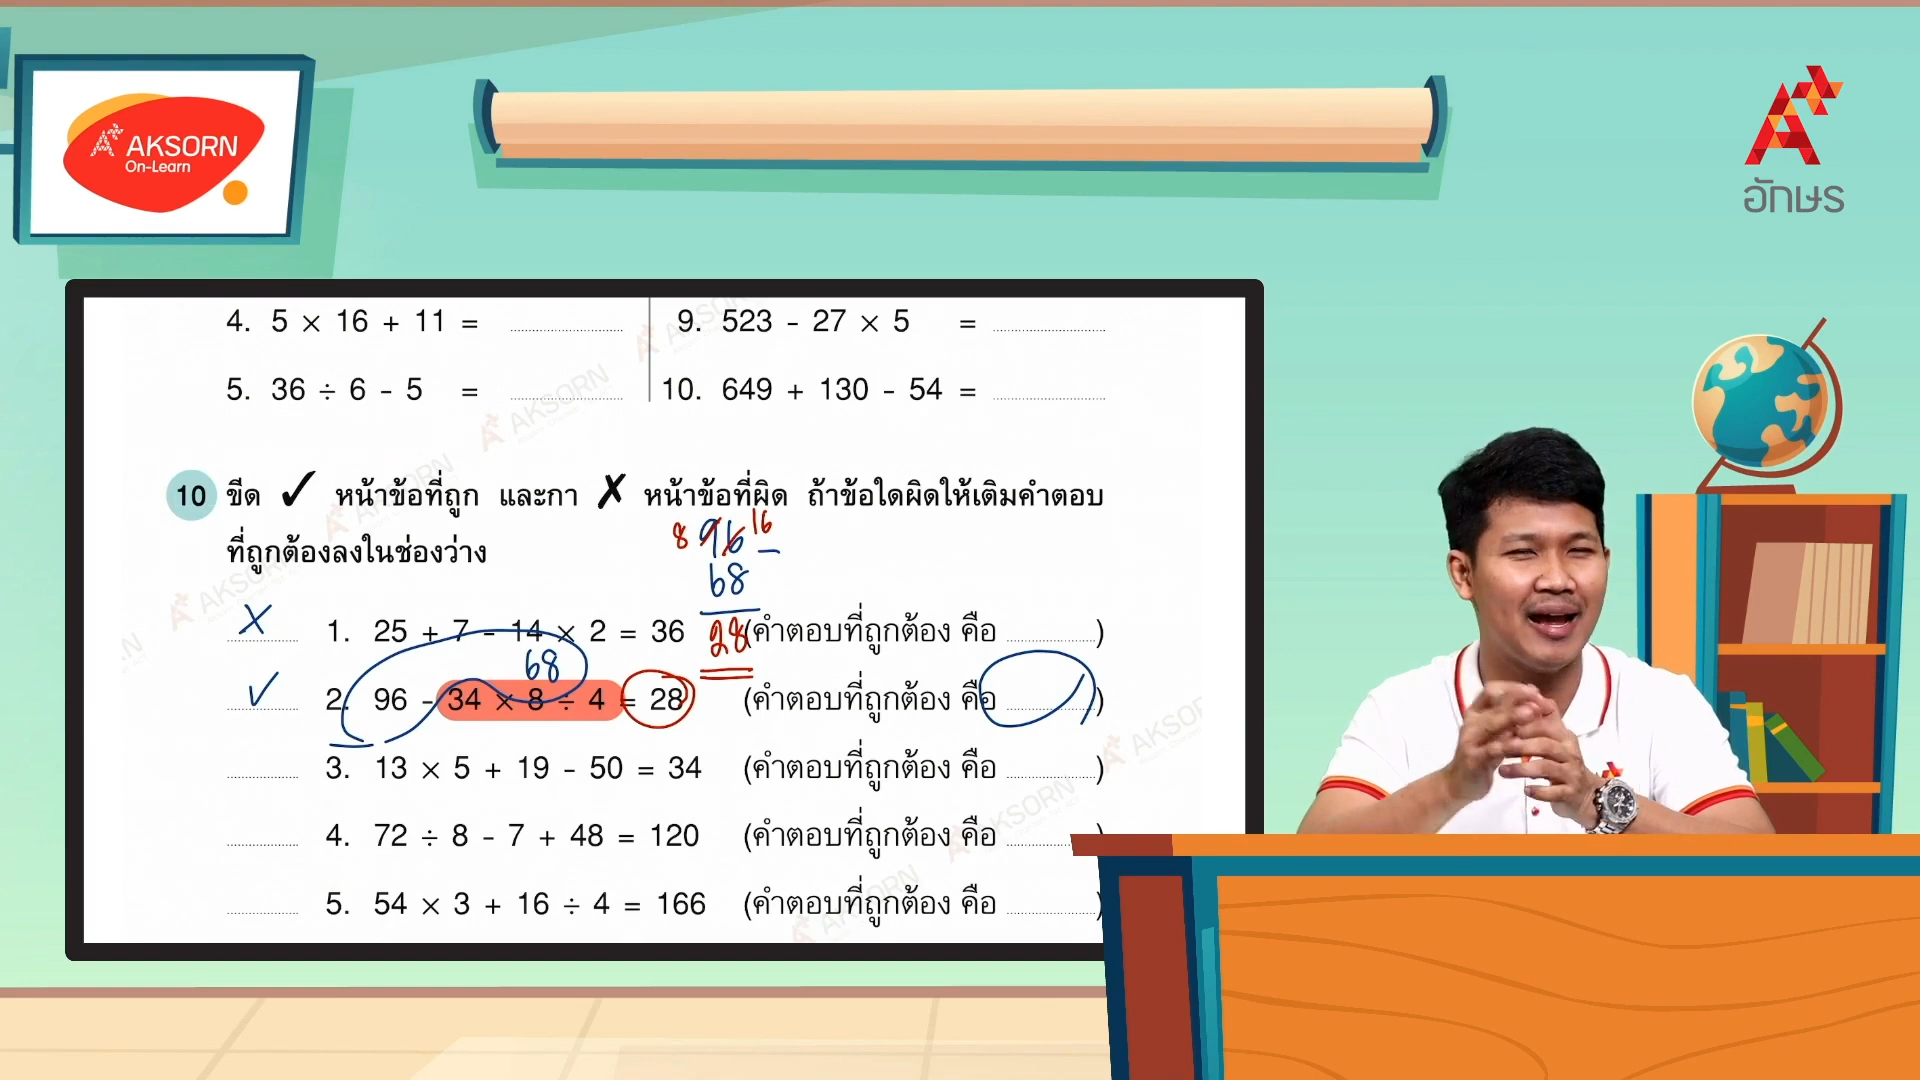 AKSORN
On-Learn
อักษร
4. 5 × 16 + 11 =
9. 523 - 27 × 5 =
5. 36 ÷ 6 - 5 =
10. 649 + 130 - 54 =
10 ขีด ✓ หน้าข้อที่ถูก และกา ✗ หน้าข้อที่ผิด ถ้าข้อใดผิดให้เติมคำตอบ
ที่ถูกต้องลงในช่องว่าง
8 96 16 -
68
28
✗ 1. 25 + 7 - 14 × 2 = 36 (คำตอบที่ถูกต้อง คือ ............)
68
✓ 2. 96 - 34 × 8 ÷ 4 = 28 (คำตอบที่ถูกต้อง คือ ............)
3. 13 × 5 + 19 - 50 = 34 (คำตอบที่ถูกต้อง คือ ............)
4. 72 ÷ 8 - 7 + 48 = 120 (คำตอบที่ถูกต้อง คือ ............)
5. 54 × 3 + 16 ÷ 4 = 166 (คำตอบที่ถูกต้อง คือ ............)